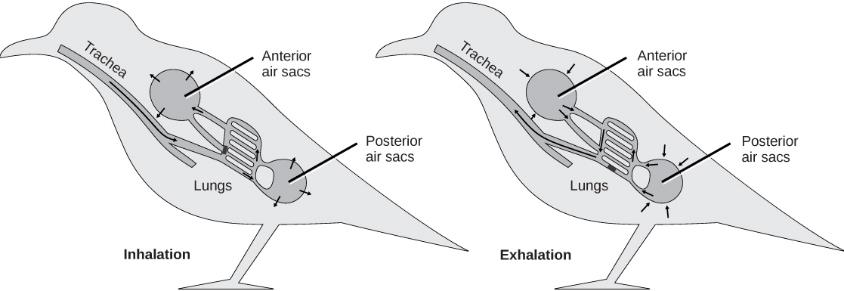 Trachea
Anterior
air sacs
Posterior
air sacs
Lungs
Inhalation
Trachea
Anterior
air sacs
Posterior
air sacs
Lungs
Exhalation